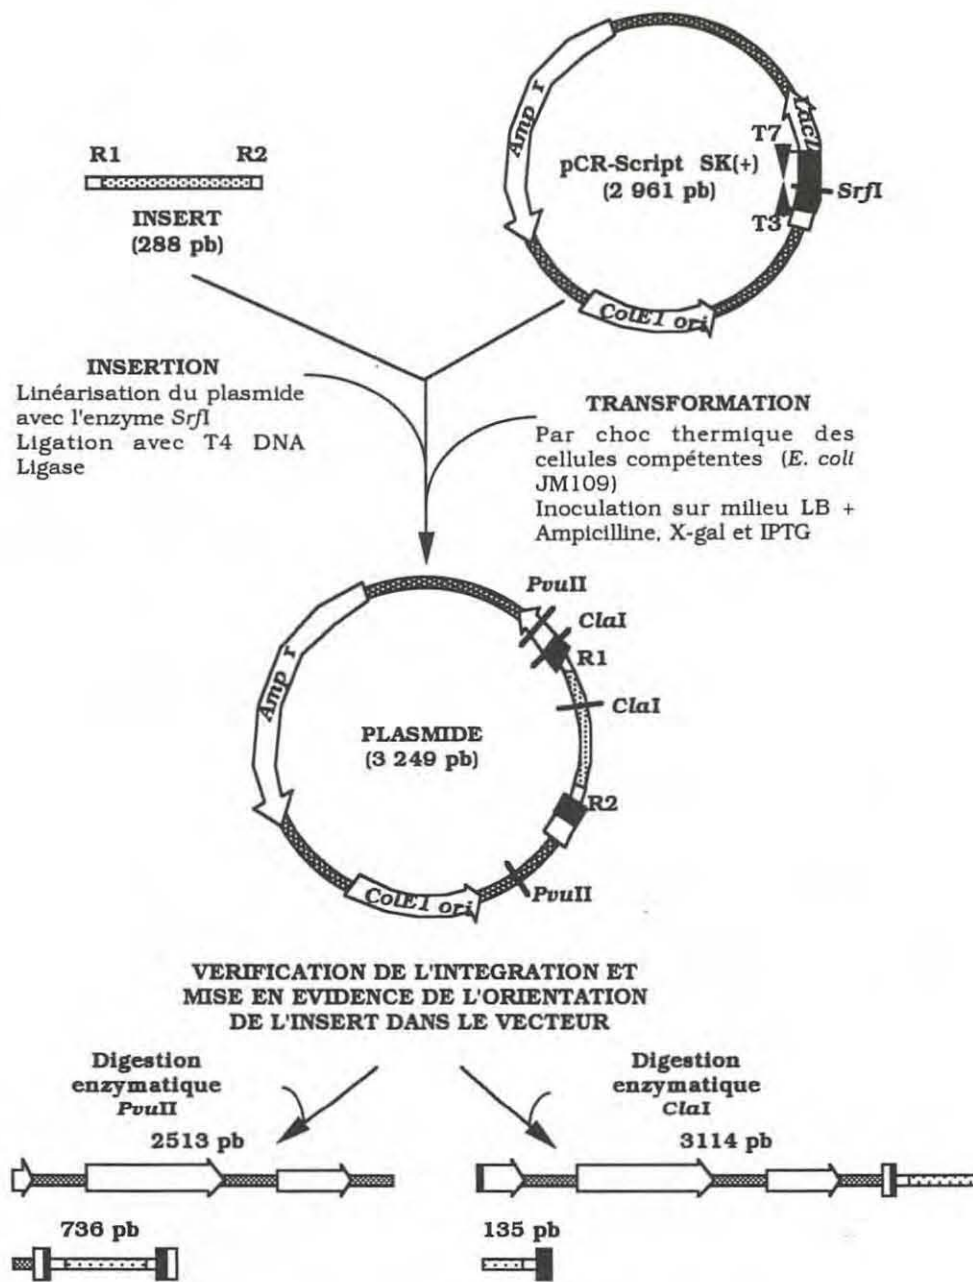 Amp r
LacZ
T7
pCR-Script SK(+)
(2 961 pb)
SrfI
T3
ColE1 ori
R1
R2
INSERT
(288 pb)
INSERTION
Linéarisation du plasmide
avec l'enzyme SrfI
Ligation avec T4 DNA
Ligase
TRANSFORMATION
Par choc thermique des
cellules compétentes (E. coli
JM109)
Inoculation sur milieu LB +
Ampicilline, X-gal et IPTG
PvuII
ClaI
R1
ClaI
Amp r
PLASMIDE
(3 249 pb)
R2
ColE1 ori
PvuII
VERIFICATION DE L'INTEGRATION ET
MISE EN EVIDENCE DE L'ORIENTATION
DE L'INSERT DANS LE VECTEUR
Digestion
enzymatique
PvuII
2513 pb
736 pb
Digestion
enzymatique
ClaI
3114 pb
135 pb